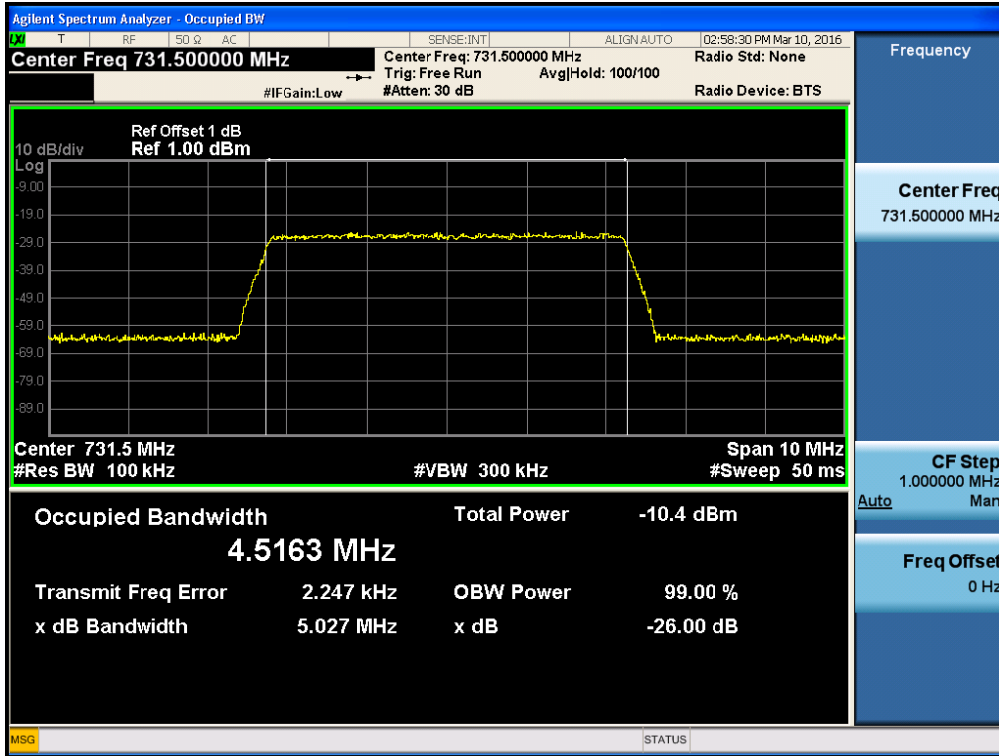 Agilent Spectrum Analyzer - Occupied BW
LXI T RF 50 Ω AC SENSE:INT ALIGN AUTO 02:58:30 PM Mar 10, 2016
Center Freq 731.500000 MHz
Center Freq: 731.500000 MHz Radio Std: None
Trig: Free Run Avg|Hold: 100/100
#IFGain:Low #Atten: 30 dB Radio Device: BTS
Ref Offset 1 dB
10 dB/div Ref 1.00 dBm
Log
-9.00
-19.0
-29.0
-39.0
-49.0
-59.0
-69.0
-79.0
-89.0
Center 731.5 MHz Span 10 MHz
#Res BW 100 kHz #VBW 300 kHz #Sweep 50 ms
Occupied Bandwidth Total Power -10.4 dBm
4.5163 MHz
Transmit Freq Error 2.247 kHz OBW Power 99.00 %
x dB Bandwidth 5.027 MHz x dB -26.00 dB
MSG STATUS
Frequency
Center Freq
731.500000 MHz
CF Step
1.000000 MHz
Auto Man
Freq Offset
0 Hz